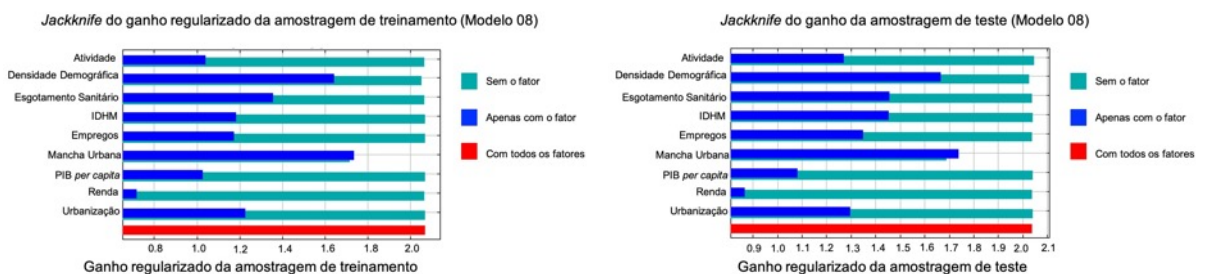 Jackknife do ganho regularizado da amostragem de treinamento (Modelo 08)
Atividade
Densidade Demográfica
Esgotamento Sanitário
IDHM
Empregos
Mancha Urbana
PIB per capita
Renda
Urbanização
0.8 1.0 1.2 1.4 1.6 1.8 2.0
Ganho regularizado da amostragem de treinamento
Sem o fator
Apenas com o fator
Com todos os fatores
Jackknife do ganho da amostragem de teste (Modelo 08)
Atividade
Densidade Demográfica
Esgotamento Sanitário
IDHM
Empregos
Mancha Urbana
PIB per capita
Renda
Urbanização
0.9 1.0 1.1 1.2 1.3 1.4 1.5 1.6 1.7 1.8 1.9 2.0 2.1
Ganho regularizado da amostragem de teste
Sem o fator
Apenas com o fator
Com todos os fatores